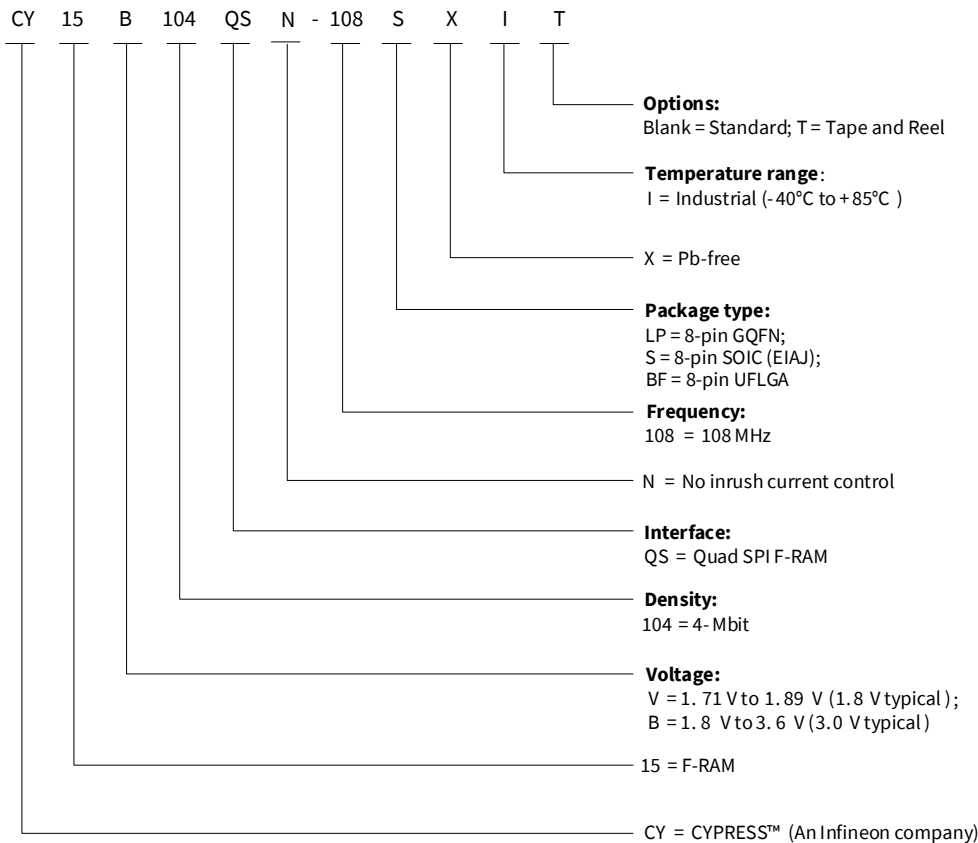 CY 15 B 104 QS N - 108 S X I T
Options:
Blank = Standard; T = Tape and Reel
Temperature range:
I = Industrial (-40°C to +85°C )
X = Pb-free
Package type:
LP = 8-pin GQFN;
S = 8-pin SOIC (EIAJ);
BF = 8-pin UFLGA
Frequency:
108 = 108 MHz
N = No inrush current control
Interface:
QS = Quad SPI F-RAM
Density:
104 = 4- Mbit
Voltage:
V = 1. 71 V to 1. 89 V (1. 8 V typical );
B = 1. 8 V to 3. 6 V (3.0 V typical )
15 = F-RAM
CY = CYPRESS™ (An Infineon company)